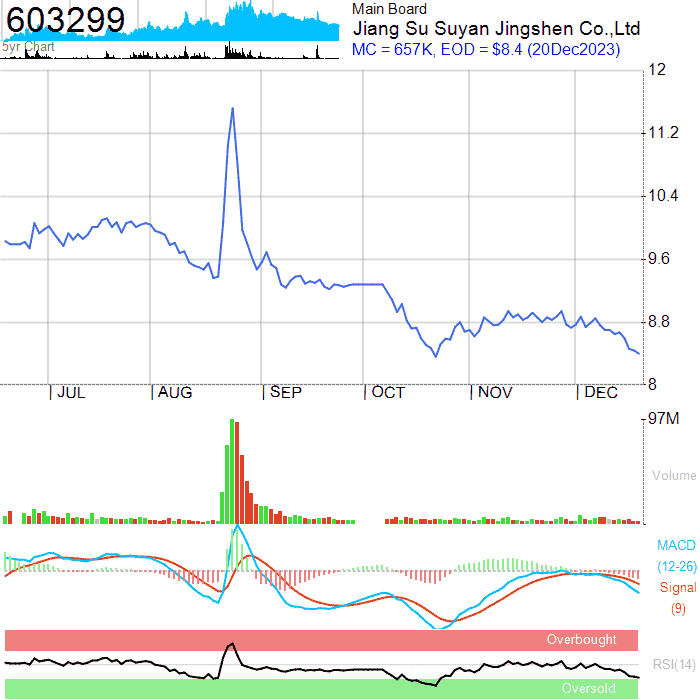 603299
5yr Chart
Main Board
Jiang Su Suyan Jingshen Co.,Ltd
MC = 657K, EOD = $8.4 (20Dec2023)
12
11.2
10.4
9.6
8.8
8
JUL AUG SEP OCT NOV DEC
97M
Volume
MACD
(12-26)
Signal
(9)
Overbought
RSI(14)
Oversold